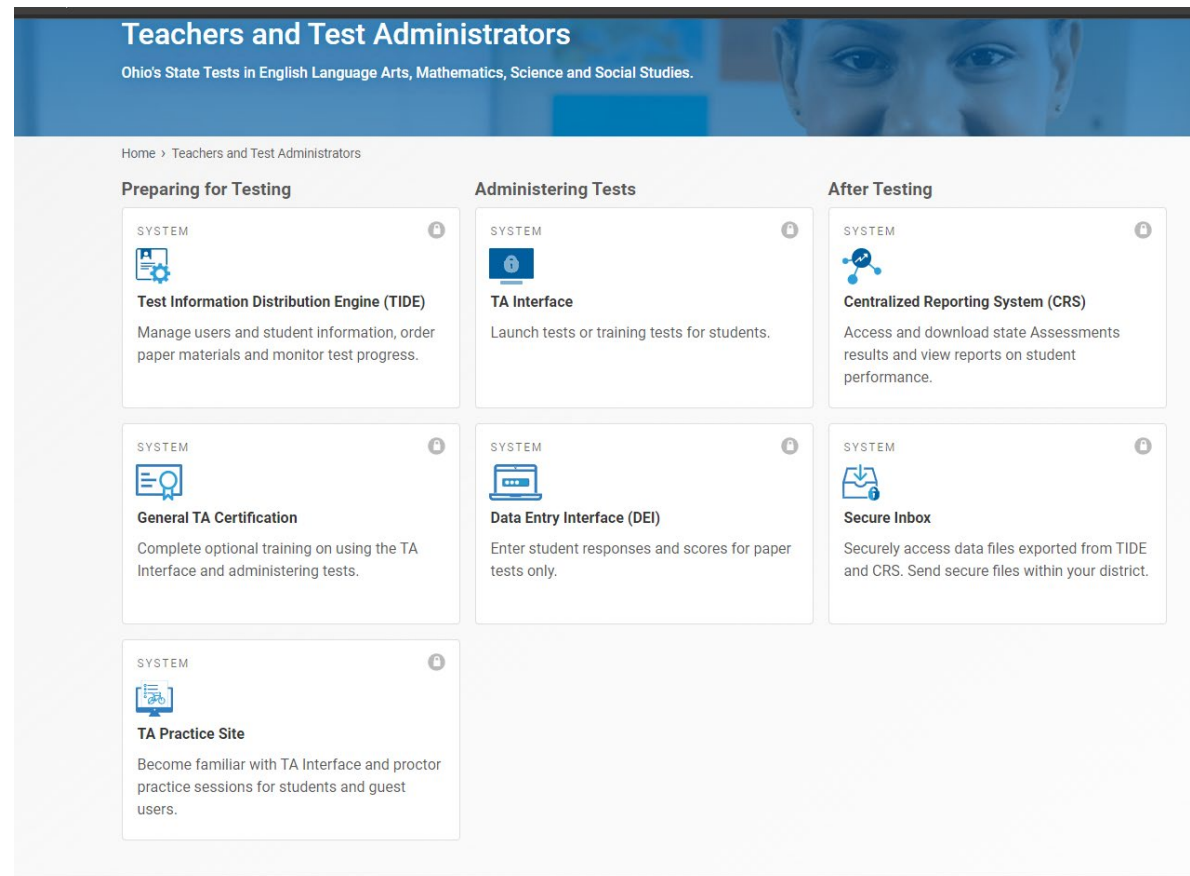 Teachers and Test Administrators
Ohio's State Tests in English Language Arts, Mathematics, Science and Social Studies.
Home › Teachers and Test Administrators
Preparing for Testing
SYSTEM
Test Information Distribution Engine (TIDE)
Manage users and student information, order
paper materials and monitor test progress.
SYSTEM
General TA Certification
Complete optional training on using the TA
Interface and administering tests.
SYSTEM
TA Practice Site
Become familiar with TA Interface and proctor
practice sessions for students and guest
users.
Administering Tests
SYSTEM
TA Interface
Launch tests or training tests for students.
SYSTEM
Data Entry Interface (DEI)
Enter student responses and scores for paper
tests only.
After Testing
SYSTEM
Centralized Reporting System (CRS)
Access and download state Assessments
results and view reports on student
performance.
SYSTEM
Secure Inbox
Securely access data files exported from TIDE
and CRS. Send secure files within your district.